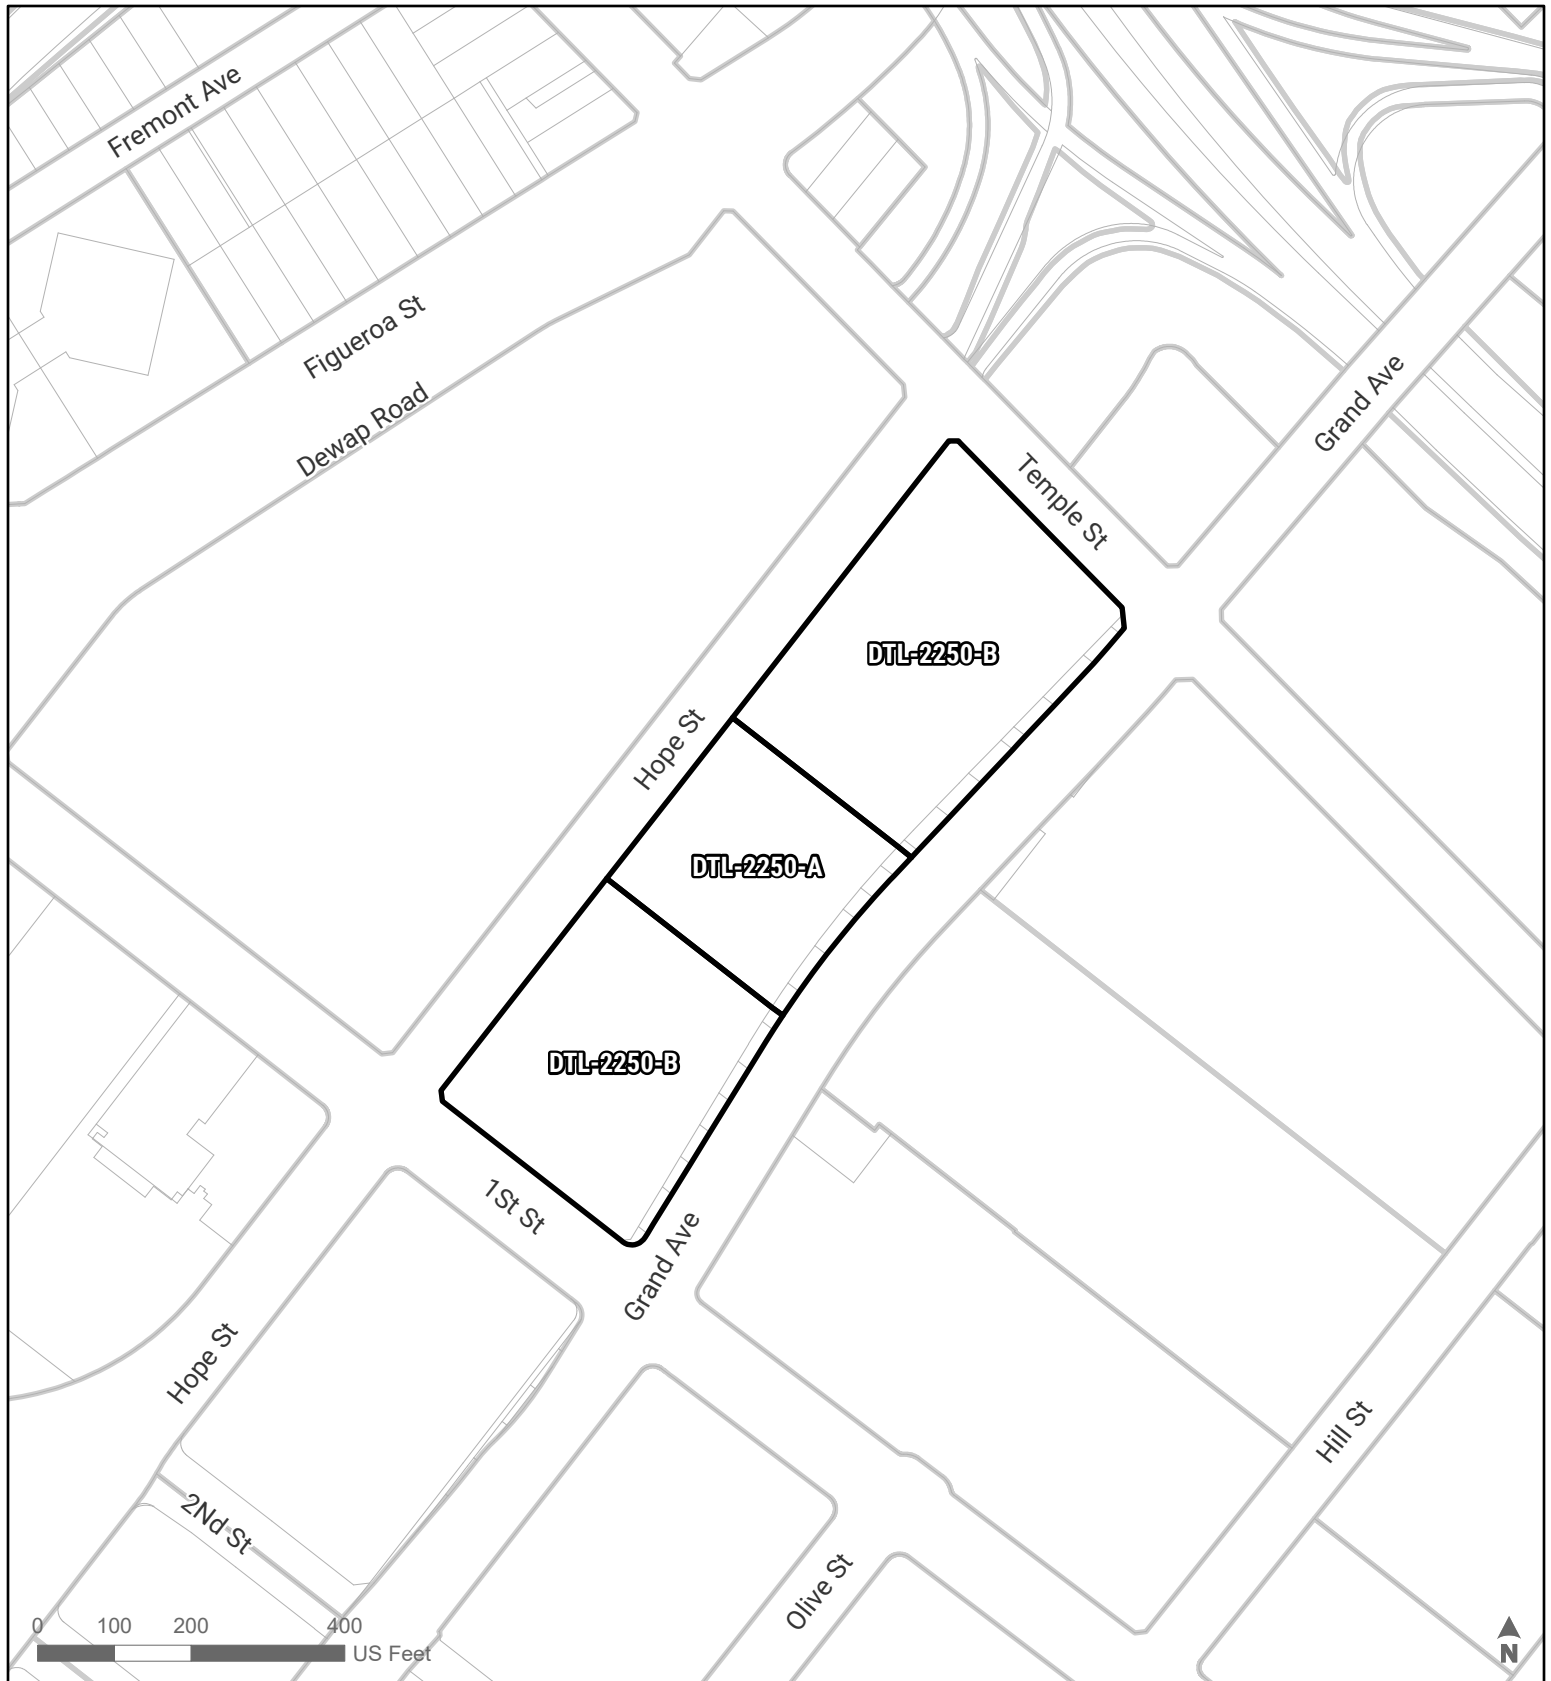 Fremont Ave
Figueroa St
Dewap Road
Grand Ave
Temple St
DTL-2250-B
Hope St
DTL-2250-A
DTL-2250-B
1St St
Grand Ave
Hope St
Hill St
2Nd St
Olive St
0 100 200 400
US Feet
N